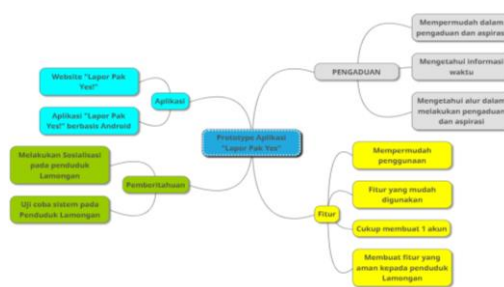 Prototype Aplikasi
"Lapor Pak Yes"
Aplikasi
Website "Lapor Pak
Yes!"
Aplikasi "Lapor Pak
Yes!" berbasis Android
Pemberitahuan
Melakukan Sosialisasi
pada penduduk
Lamongan
Uji coba sistem pada
Penduduk Lamongan
PENGADUAN
Mempermudah dalam
pengaduan dan aspirasi
Mengetahui informasi
waktu
Mengetahui alur dalam
melakukan pengaduan
dan aspirasi
Fitur
Mempermudah
penggunaan
Fitur yang mudah
digunakan
Cukup membuat 1 akun
Membuat fitur yang
aman kepada penduduk
Lamongan